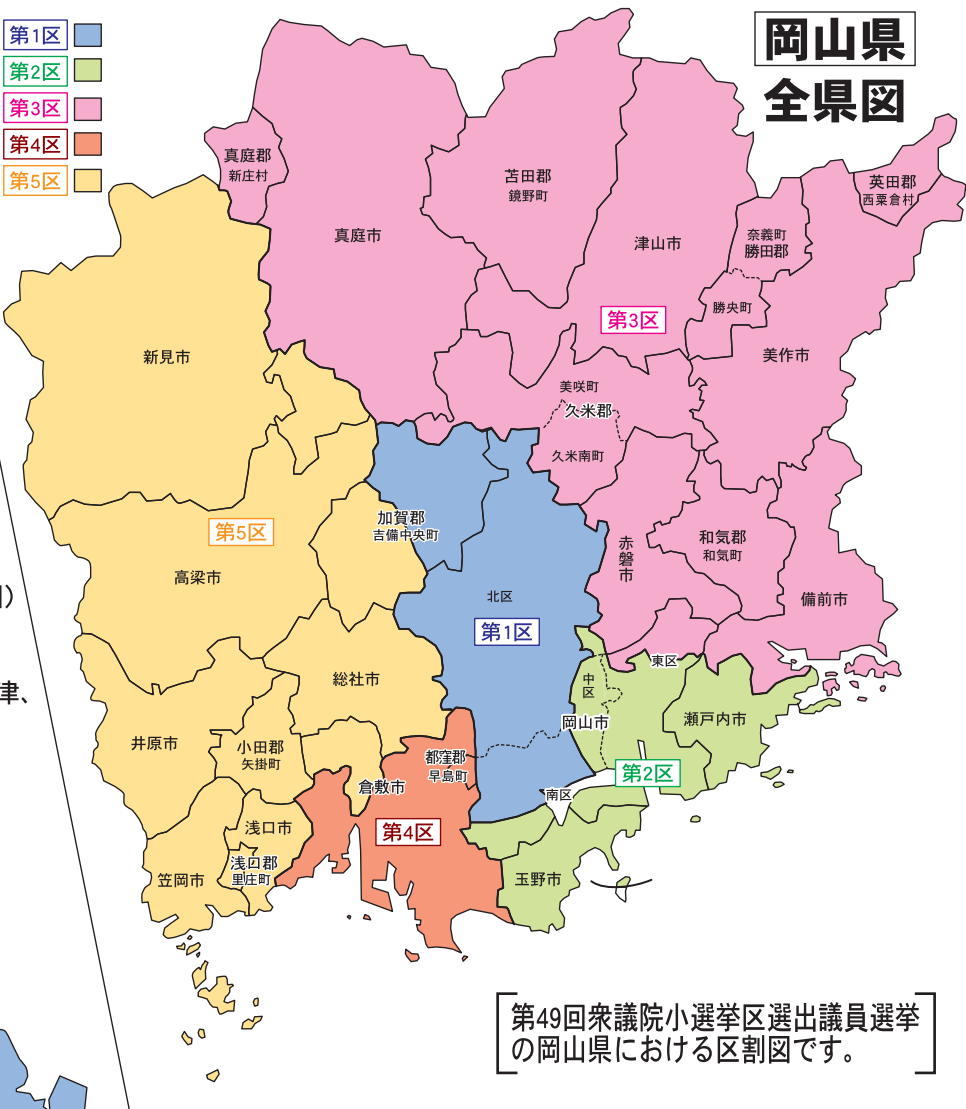 第1区
第2区
第3区
第4区
第5区
岡山県
全県図
真庭郡
新庄村
真庭市
苫田郡
鏡野町
津山市
奈義町
勝田郡
英田郡
西粟倉村
勝央町
第3区
美作市
新見市
美咲町
久米郡
久米南町
加賀郡
吉備中央町
第5区
高梁市
赤磐市
和気郡
和気町
備前市
北区
第1区
総社市
東区
中区
岡山市
瀬戸内市
第2区
井原市
小田郡
矢掛町
都窪郡
早島町
倉敷市
南区
第4区
浅口市
浅口郡
里庄町
笠岡市
玉野市
津、
第49回衆議院小選挙区選出議員選挙
の岡山県における区割図です。